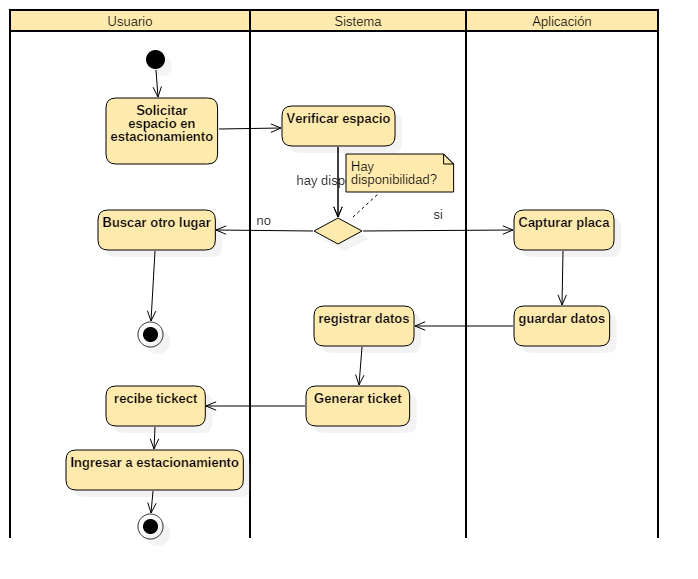 Usuario
Sistema
Aplicación
Solicitar
espacio en
estacionamiento
Verificar espacio
Hay
disponibilidad?
hay disp
no
si
Buscar otro lugar
Capturar placa
registrar datos
guardar datos
recibe tickect
Generar ticket
Ingresar a estacionamiento